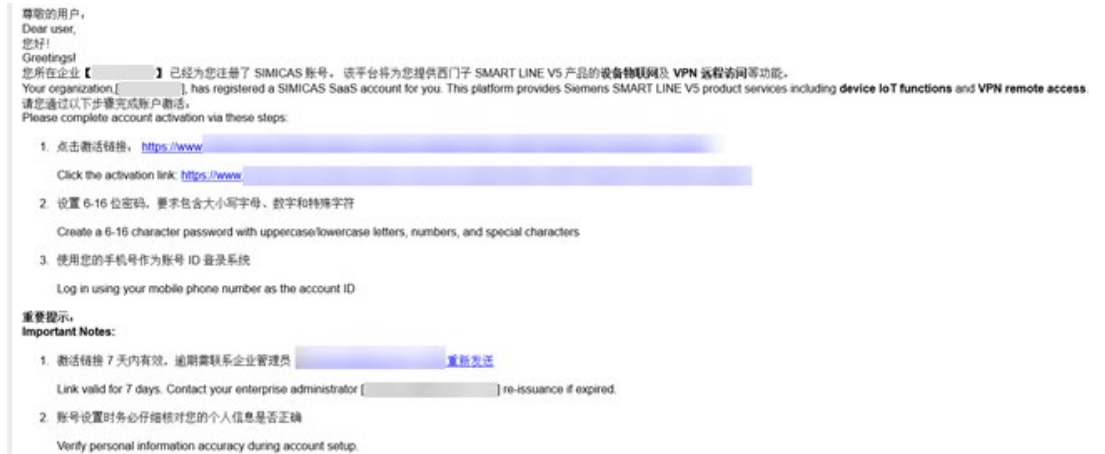 尊敬的用户，
Dear user,
您好！
Greetings!
您所在企业【 】已经为您注册了 SIMICAS 账号， 该平台将为您提供西门子 SMART LINE V5 产品的设备物联网及 VPN 远程访问等功能。
Your organization,[ ], has registered a SIMICAS SaaS account for you. This platform provides Siemens SMART LINE V5 product services including device IoT functions and VPN remote access.
请您通过以下步骤完成账户激活。
Please complete account activation via these steps:
1. 点击激活链接， https://www
Click the activation link: https://www.
2. 设置 6-16 位密码，要求包含大小写字母、数字和特殊字符
Create a 6-16 character password with uppercase/lowercase letters, numbers, and special characters
3. 使用您的手机号作为账号 ID 登录系统
Log in using your mobile phone number as the account ID
重要提示。
Important Notes:
1. 激活链接 7 天内有效，逾期需联系企业管理员 重新发送
Link valid for 7 days. Contact your enterprise administrator [ ] re-issuance if expired.
2. 账号设置时务必仔细核对您的个人信息是否正确
Verify personal information accuracy during account setup.